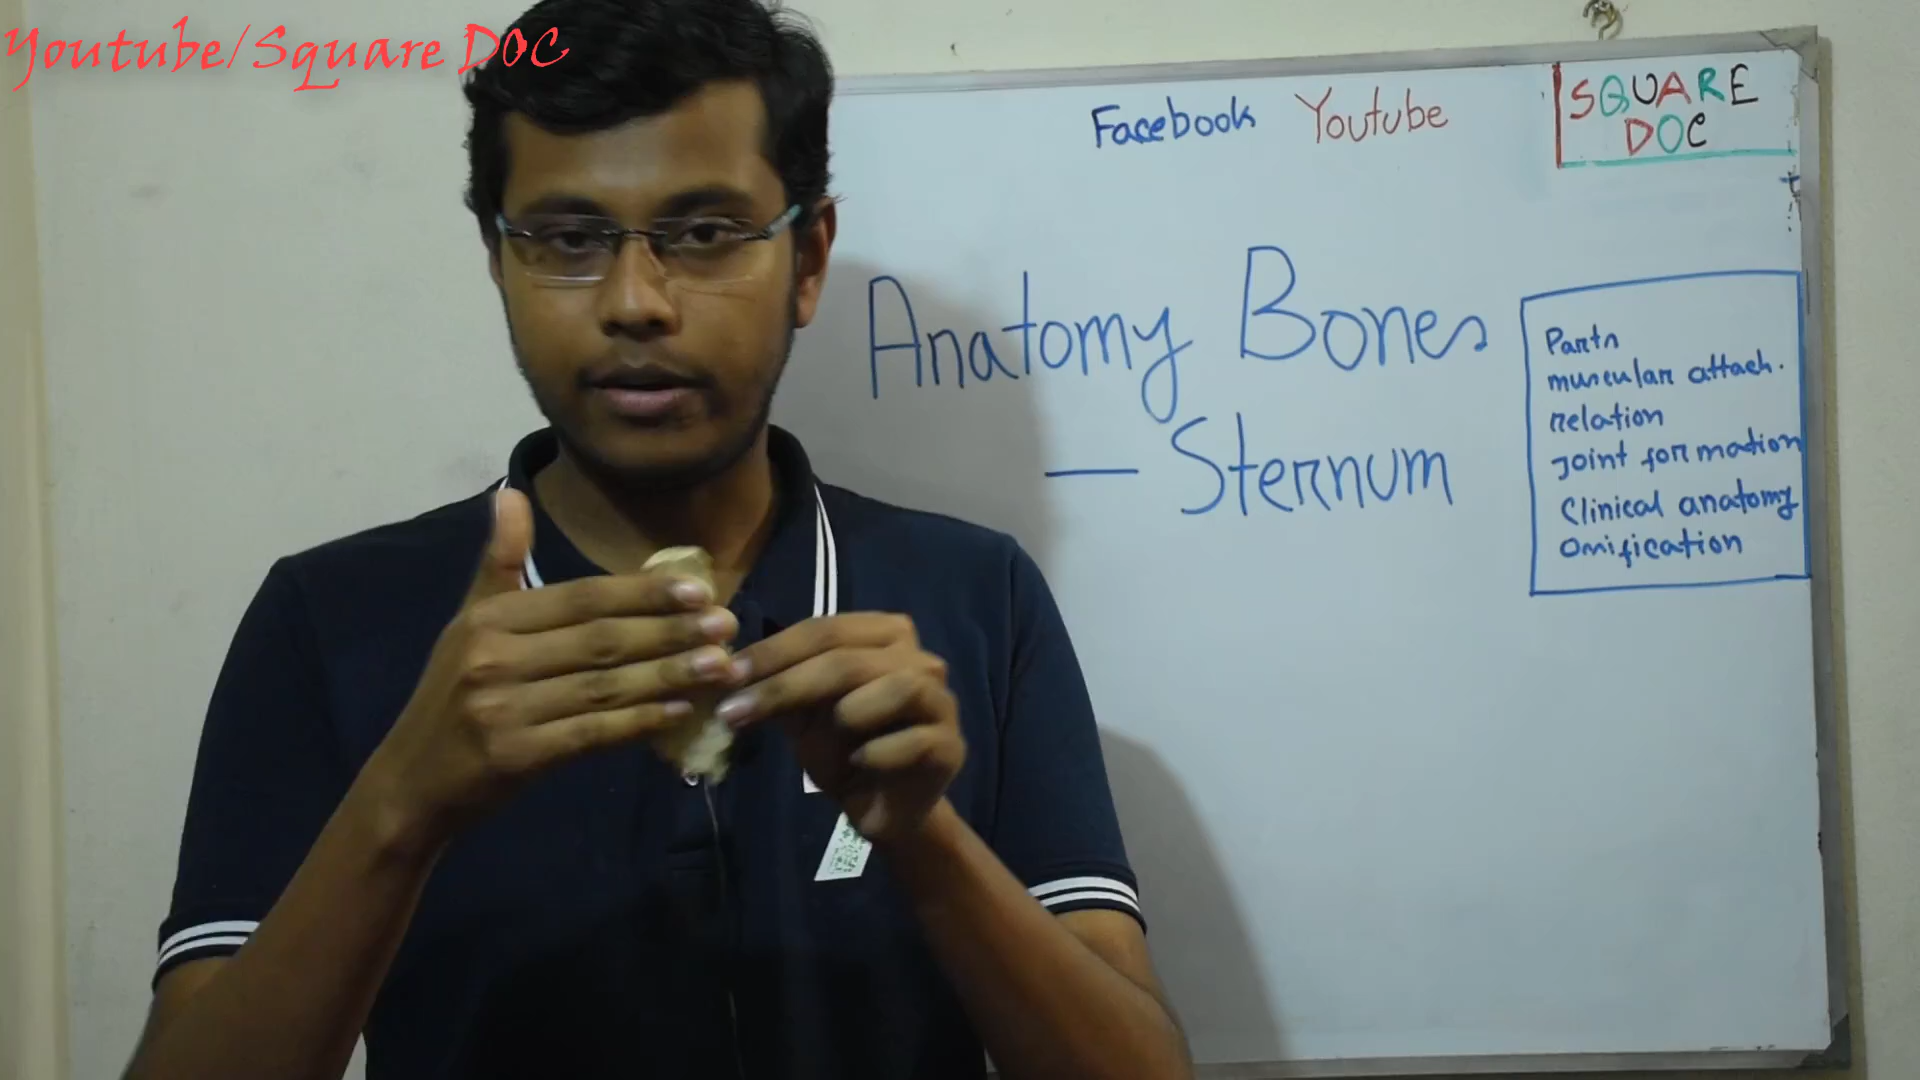 Youtube/Square DOC
Facebook Youtube
SQUARE
DOC
Anatomy Bones
— Sternum
Parts
muscular attach.
relation
Joint formation
Clinical anatomy
Ossification